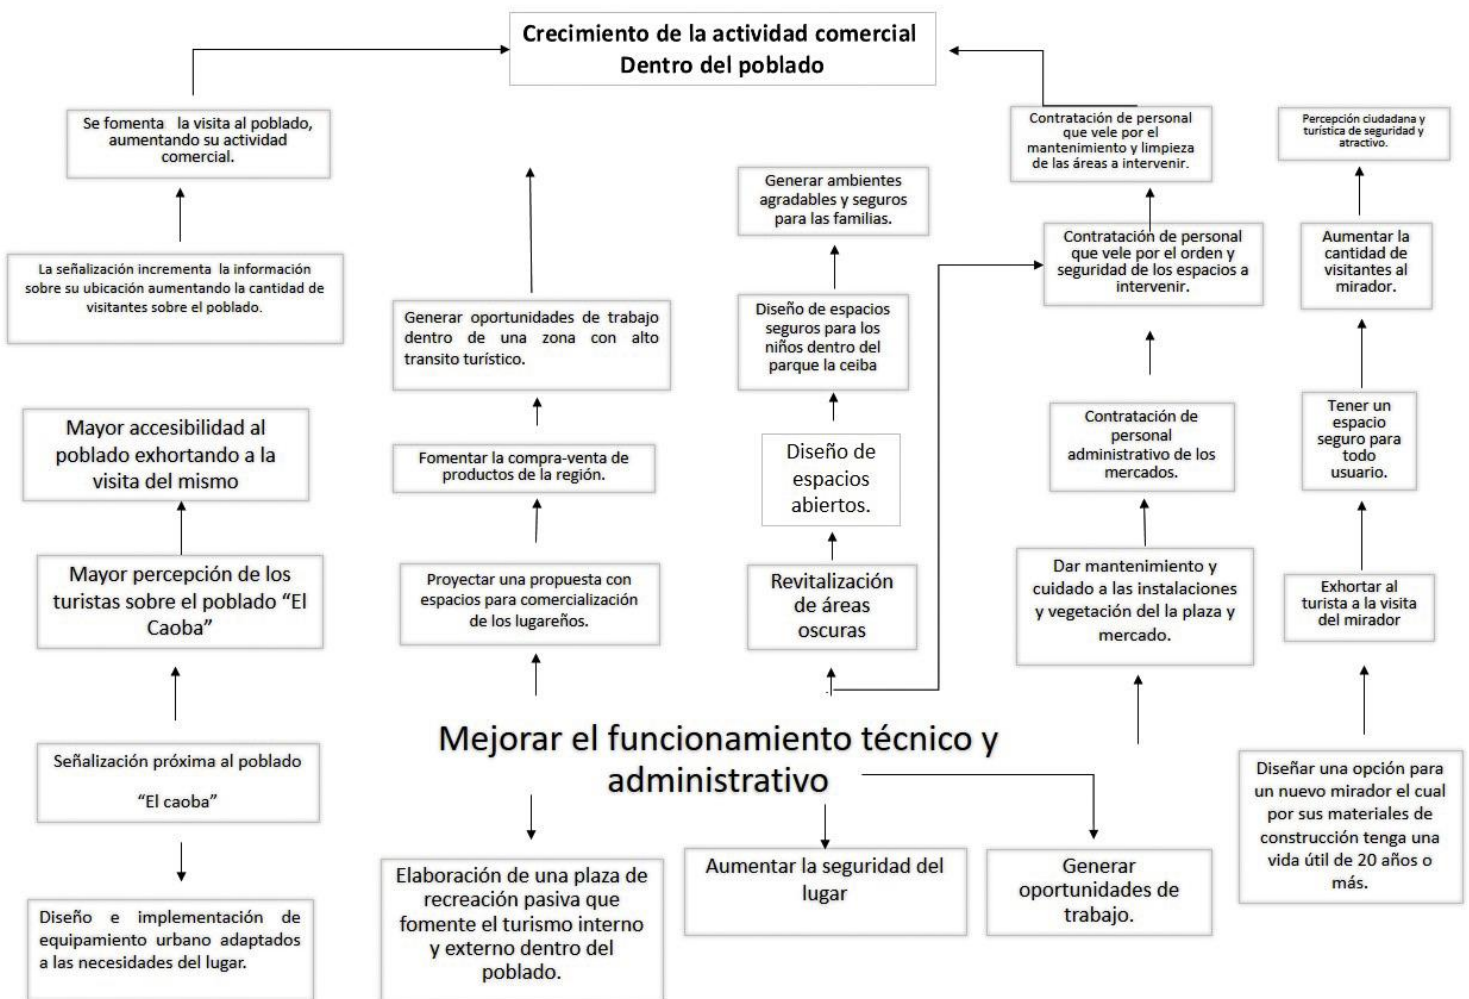 Crecimiento de la actividad comercial
Dentro del poblado
Se fomenta la visita al poblado,
aumentando su actividad
comercial.
La señalización incrementa la información
sobre su ubicación aumentando la cantidad de
visitantes sobre el poblado.
Mayor accesibilidad al
poblado exhortando a la
visita del mismo
Mayor percepción de los
turistas sobre el poblado “El
Caoba”
Señalización próxima al poblado
“El caoba”
Diseño e implementación de
equipamiento urbano adaptados
a las necesidades del lugar.
Generar oportunidades de trabajo
dentro de una zona con alto
transito turístico.
Fomentar la compra-venta de
productos de la región.
Proyectar una propuesta con
espacios para comercialización
de los lugareños.
Generar ambientes
agradables y seguros
para las familias.
Diseño de espacios
seguros para los
niños dentro del
parque la ceiba
Diseño de
espacios
abiertos.
Revitalización
de áreas
oscuras
Contratación de personal
que vele por el
mantenimiento y limpieza
de las áreas a intervenir.
Contratación de personal
que vele por el orden y
seguridad de los espacios a
intervenir.
Contratación de
personal
administrativo de los
mercados.
Dar mantenimiento y
cuidado a las instalaciones
y vegetación del la plaza y
mercado.
Percepción ciudadana y
turística de seguridad y
atractivo.
Aumentar la
cantidad de
visitantes al
mirador.
Tener un
espacio
seguro para
todo
usuario.
Exhortar al
turista a la visita
del mirador
Diseñar una opción para
un nuevo mirador el cual
por sus materiales de
construcción tenga una
vida útil de 20 años o
más.
Mejorar el funcionamiento técnico y
administrativo
Elaboración de una plaza de
recreación pasiva que
fomente el turismo interno
y externo dentro del
poblado.
Aumentar la seguridad del
lugar
Generar
oportunidades de
trabajo.